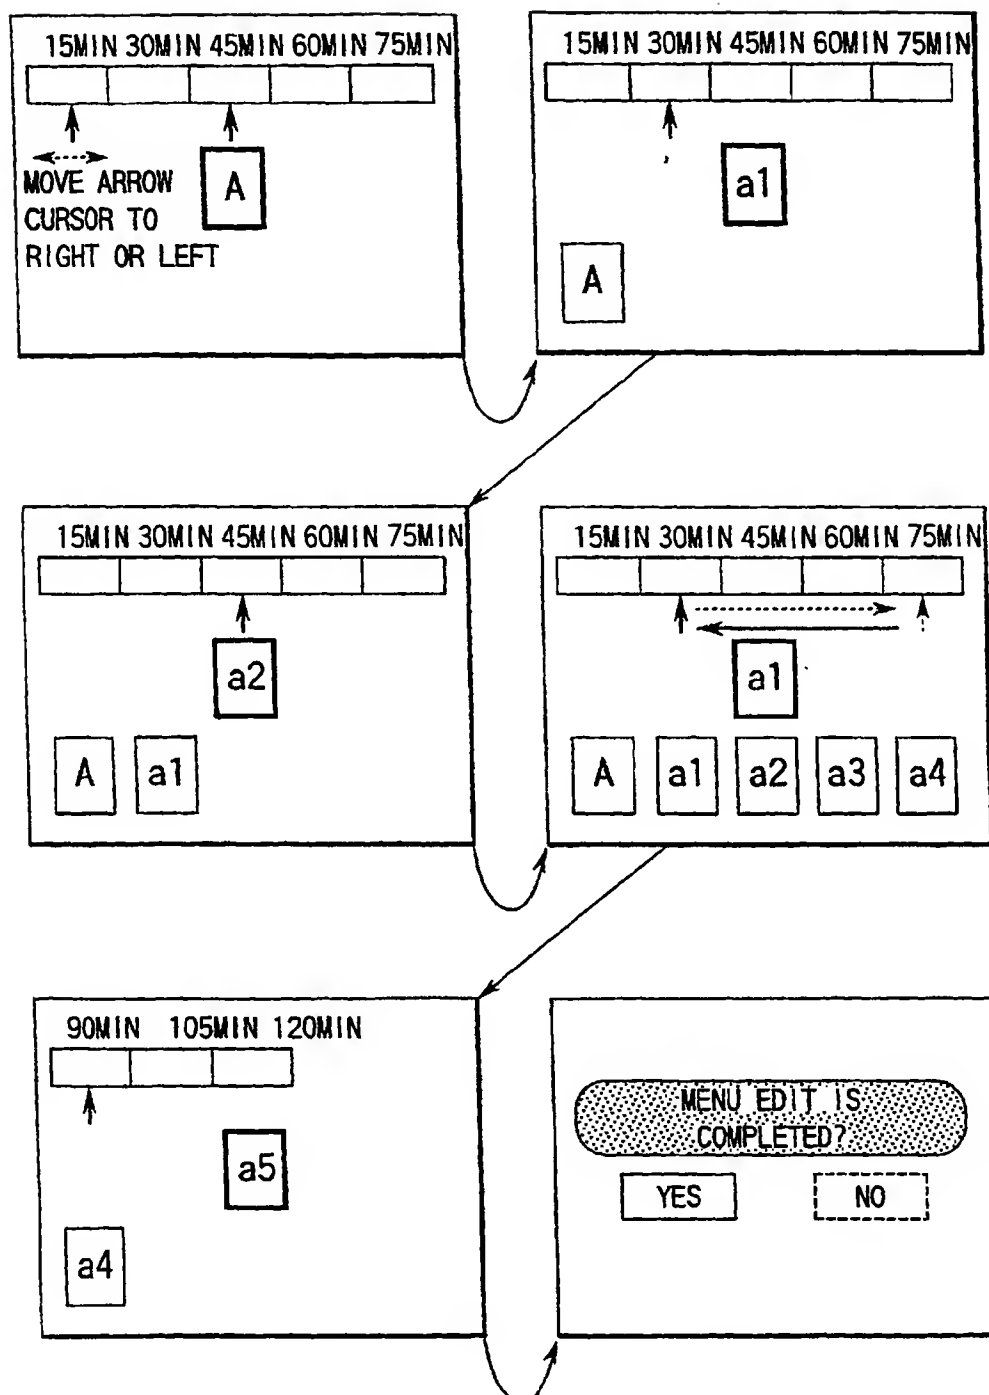 15MIN 30MIN 45MIN 60MIN 75MIN
A
MOVE ARROW
CURSOR TO
RIGHT OR LEFT
15MIN 30MIN 45MIN 60MIN 75MIN
a1
A
15MIN 30MIN 45MIN 60MIN 75MIN
a2
A a1
15MIN 30MIN 45MIN 60MIN 75MIN
a1
A a1 a2 a3 a4
90MIN 105MIN 120MIN
a5
a4
MENU EDIT IS
COMPLETED?
YES NO